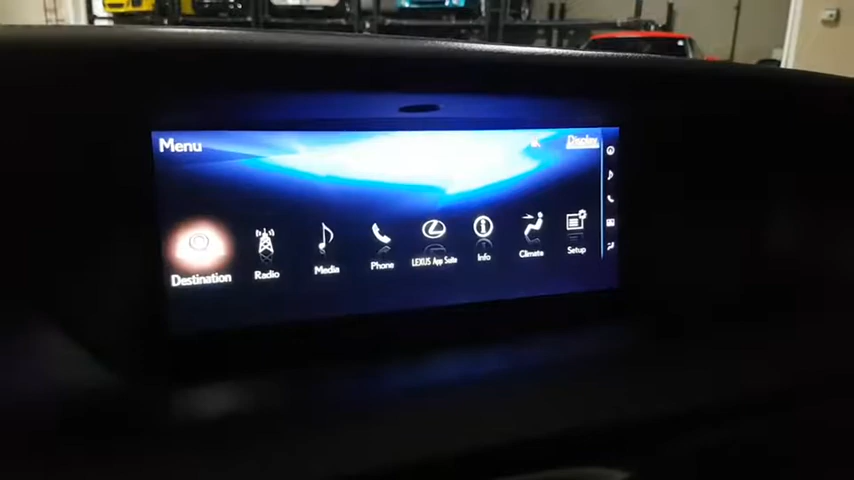 Menu
Display
Destination
Radio
Media
Phone
LEXUS App Suite
Info
Climate
Setup